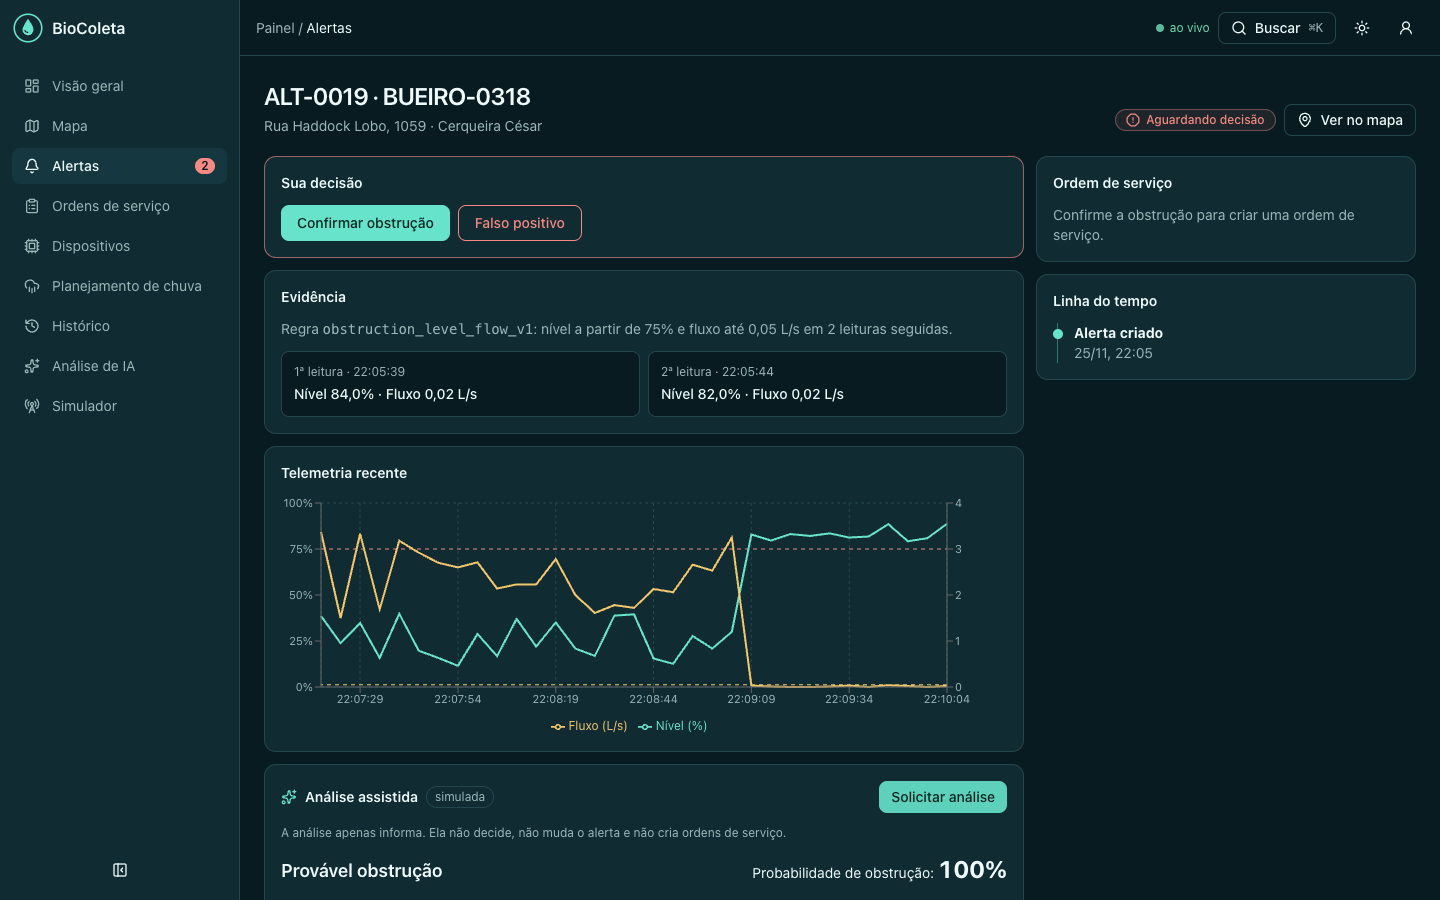 BioColeta
Visão geral
Mapa
Alertas 2
Ordens de serviço
Dispositivos
Planejamento de chuva
Histórico
Análise de IA
Simulador
Painel / Alertas
ao vivo
Buscar ⌘K
ALT-0019 · BUEIRO-0318
Rua Haddock Lobo, 1059 · Cerqueira César
Aguardando decisão
Ver no mapa
Sua decisão
Confirmar obstrução
Falso positivo
Evidência
Regra obstruction_level_flow_v1: nível a partir de 75% e fluxo até 0,05 L/s em 2 leituras seguidas.
1ª leitura · 22:05:39
Nível 84,0% · Fluxo 0,02 L/s
2ª leitura · 22:05:44
Nível 82,0% · Fluxo 0,02 L/s
Telemetria recente
100%
75%
50%
25%
0%
4
3
2
1
0
22:07:29
22:07:54
22:08:19
22:08:44
22:09:09
22:09:34
22:10:04
Fluxo (L/s)
Nível (%)
Análise assistida
simulada
Solicitar análise
A análise apenas informa. Ela não decide, não muda o alerta e não cria ordens de serviço.
Provável obstrução
Probabilidade de obstrução: 100%
Ordem de serviço
Confirme a obstrução para criar uma ordem de
serviço.
Linha do tempo
Alerta criado
25/11, 22:05